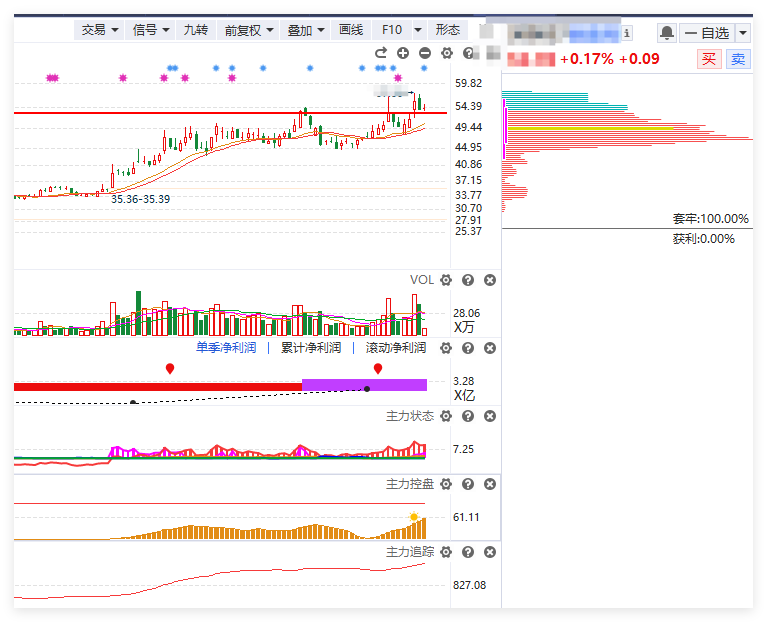 交易 信号 九转 前复权 叠加 画线 F10 形态
自选
+0.17% +0.09
买 卖
59.82
54.39
49.44
44.95
40.86
37.15
33.77
30.70
27.91
25.37
35.36-35.39
套牢:100.00%
获利:0.00%
VOL
28.06
X万
单季净利润 | 累计净利润 | 滚动净利润
3.28
X亿
主力状态
7.25
主力控盘
61.11
主力追踪
827.08